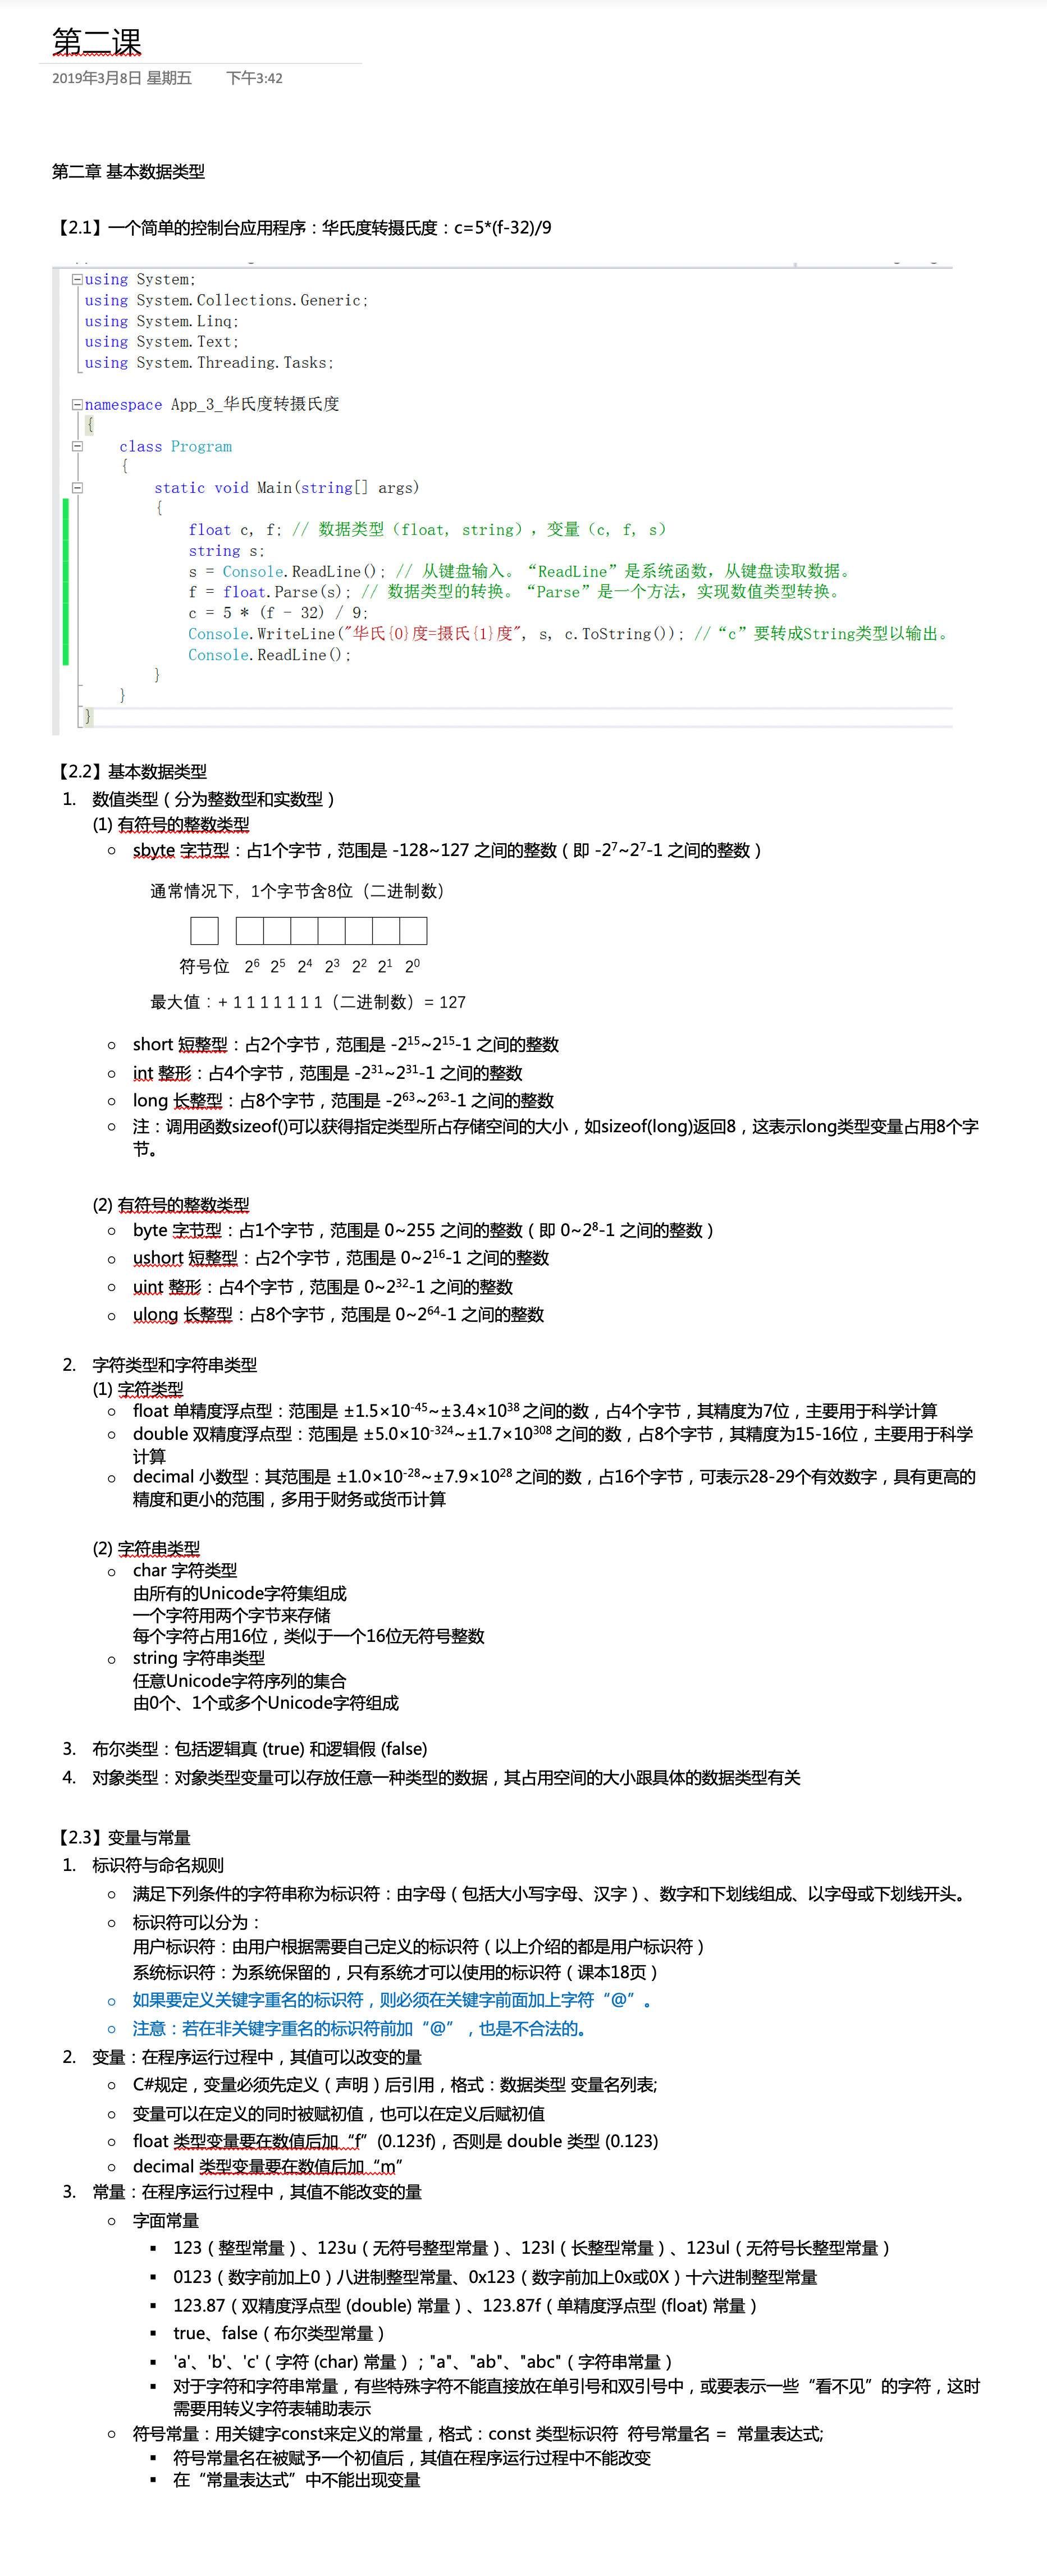 第二课
2019年3月8日 星期五 下午3:42
第二章 基本数据类型
【2.1】一个简单的控制台应用程序：华氏度转摄氏度：c=5*(f-32)/9
using System;
using System.Collections.Generic;
using System.Linq;
using System.Text;
using System.Threading.Tasks;
namespace App_3_华氏度转摄氏度
{
class Program
{
static void Main(string[] args)
{
float c, f; // 数据类型（float, string），变量（c, f, s）
string s;
s = Console.ReadLine(); // 从键盘输入。“ReadLine”是系统函数，从键盘读取数据。
f = float.Parse(s); // 数据类型的转换。“Parse”是一个方法，实现数值类型转换。
c = 5 * (f - 32) / 9;
Console.WriteLine("华氏{0}度=摄氏{1}度", s, c.ToString()); //“c”要转成String类型以输出。
Console.ReadLine();
}
}
}
【2.2】基本数据类型
1. 数值类型（分为整数型和实数型）
(1) 有符号的整数类型
○ sbyte 字节型：占1个字节，范围是 -128~127 之间的整数（即 -2⁷~2⁷-1 之间的整数）
通常情况下，1个字节含8位（二进制数）
符号位 2⁶ 2⁵ 2⁴ 2³ 2² 2¹ 2⁰
最大值：+ 1 1 1 1 1 1 1（二进制数）= 127
○ short 短整型：占2个字节，范围是 -2¹⁵~2¹⁵-1 之间的整数
○ int 整形：占4个字节，范围是 -2³¹~2³¹-1 之间的整数
○ long 长整型：占8个字节，范围是 -2⁶³~2⁶³-1 之间的整数
○ 注：调用函数sizeof()可以获得指定类型所占存储空间的大小，如sizeof(long)返回8，这表示long类型变量占用8个字
节。
(2) 有符号的整数类型
○ byte 字节型：占1个字节，范围是 0~255 之间的整数（即 0~2⁸-1 之间的整数）
○ ushort 短整型：占2个字节，范围是 0~2¹⁶-1 之间的整数
○ uint 整形：占4个字节，范围是 0~2³²-1 之间的整数
○ ulong 长整型：占8个字节，范围是 0~2⁶⁴-1 之间的整数
2. 字符类型和字符串类型
(1) 字符类型
○ float 单精度浮点型：范围是 ±1.5×10⁻⁴⁵~±3.4×10³⁸ 之间的数，占4个字节，其精度为7位，主要用于科学计算
○ double 双精度浮点型：范围是 ±5.0×10⁻³²⁴~±1.7×10³⁰⁸ 之间的数，占8个字节，其精度为15-16位，主要用于科学
计算
○ decimal 小数型：其范围是 ±1.0×10⁻²⁸~±7.9×10²⁸ 之间的数，占16个字节，可表示28-29个有效数字，具有更高的
精度和更小的范围，多用于财务或货币计算
(2) 字符串类型
○ char 字符类型
由所有的Unicode字符集组成
一个字符用两个字节来存储
每个字符占用16位，类似于一个16位无符号整数
○ string 字符串类型
任意Unicode字符序列的集合
由0个、1个或多个Unicode字符组成
3. 布尔类型：包括逻辑真 (true) 和逻辑假 (false)
4. 对象类型：对象类型变量可以存放任意一种类型的数据，其占用空间的大小跟具体的数据类型有关
【2.3】变量与常量
1. 标识符与命名规则
○ 满足下列条件的字符串称为标识符：由字母（包括大小写字母、汉字）、数字和下划线组成、以字母或下划线开头。
○ 标识符可以分为：
用户标识符：由用户根据需要自己定义的标识符（以上介绍的都是用户标识符）
系统标识符：为系统保留的，只有系统才可以使用的标识符（课本18页）
○ 如果要定义关键字重名的标识符，则必须在关键字前面加上字符“@”。
○ 注意：若在非关键字重名的标识符前加“@”，也是不合法的。
2. 变量：在程序运行过程中，其值可以改变的量
○ C#规定，变量必须先定义（声明）后引用，格式：数据类型 变量名列表;
○ 变量可以在定义的同时被赋初值，也可以在定义后赋初值
○ float 类型变量要在数值后加“f”(0.123f)，否则是 double 类型 (0.123)
○ decimal 类型变量要在数值后加“m”
3. 常量：在程序运行过程中，其值不能改变的量
○ 字面常量
▪ 123（整型常量）、123u（无符号整型常量）、123l（长整型常量）、123ul（无符号长整型常量）
▪ 0123（数字前加上0）八进制整型常量、0x123（数字前加上0x或0X）十六进制整型常量
▪ 123.87（双精度浮点型 (double) 常量）、123.87f（单精度浮点型 (float) 常量）
▪ true、false（布尔类型常量）
▪ 'a'、'b'、'c'（字符 (char) 常量）；"a"、"ab"、"abc"（字符串常量）
▪ 对于字符和字符串常量，有些特殊字符不能直接放在单引号和双引号中，或要表示一些“看不见”的字符，这时
需要用转义字符表辅助表示
○ 符号常量：用关键字const来定义的常量，格式：const 类型标识符 符号常量名 = 常量表达式;
▪ 符号常量名在被赋予一个初值后，其值在程序运行过程中不能改变
▪ 在“常量表达式”中不能出现变量